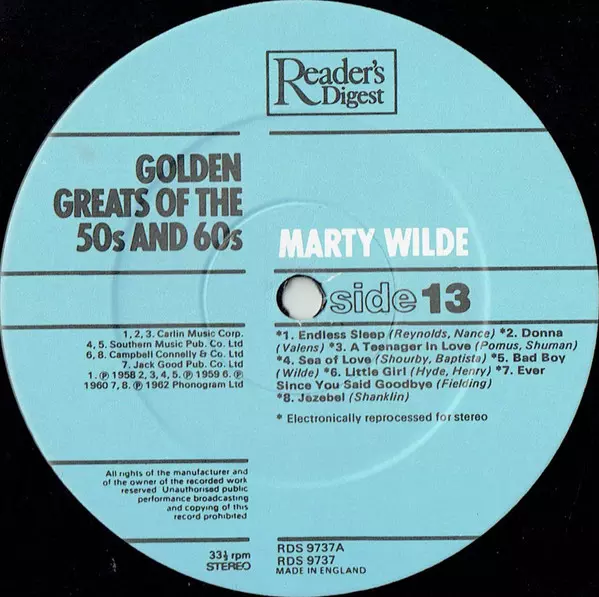 Reader's
Digest
GOLDEN
GREATS OF THE
50s AND 60s
MARTY WILDE
side 13
1, 2, 3. Carlin Music Corp.
4, 5. Southern Music Pub. Co. Ltd
6, 8. Campbell Connelly & Co. Ltd
7. Jack Good Pub. Co. Ltd
1. ℗ 1958 2, 3, 4, 5. ℗ 1959 6. ℗
1960 7, 8. ℗ 1962 Phonogram Ltd
*1. Endless Sleep (Reynolds, Nance) *2. Donna
(Valens) *3. A Teenager in Love (Pomus, Shuman)
*4. Sea of Love (Shourby, Baptista) *5. Bad Boy
(Wilde) *6. Little Girl (Hyde, Henry) *7. Ever
Since You Said Goodbye (Fielding)
*8. Jezebel (Shanklin)
* Electronically reprocessed for stereo
All rights of the manufacturer and
of the owner of the recorded work
reserved. Unauthorised public
performance broadcasting
and copying of this
record prohibited.
33⅓ rpm
STEREO
RDS 9737A
RDS 9737
MADE IN ENGLAND